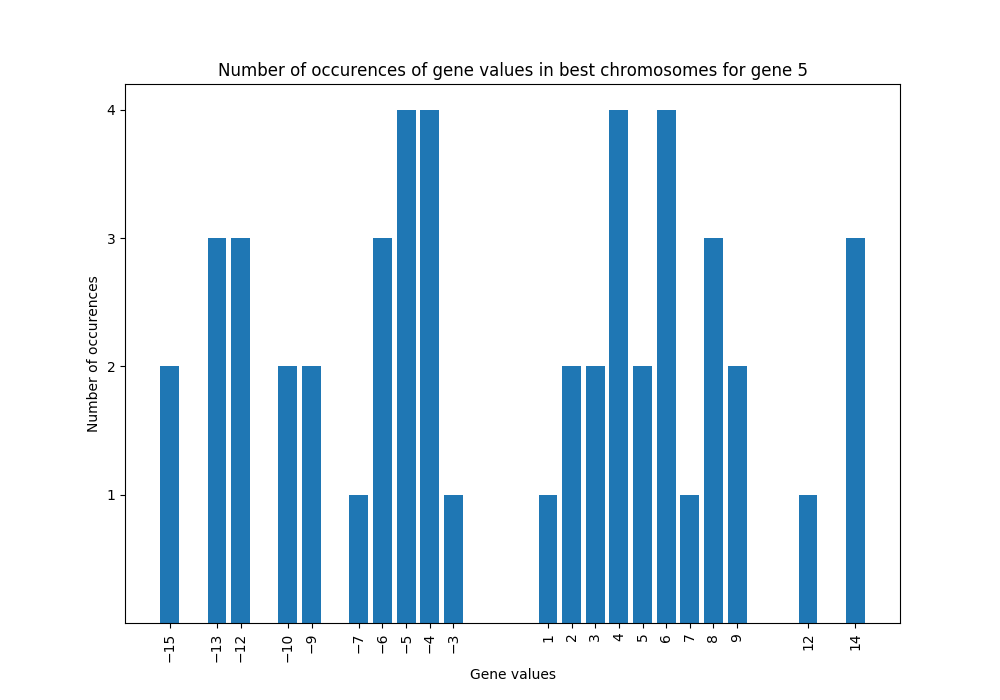 Number of occurences of gene values in best chromosomes for gene 5
4
3
2
1
Number of occurences
−15 −13 −12 −10 −9 −7 −6 −5 −4 −3 1 2 3 4 5 6 7 8 9 12 14
Gene values